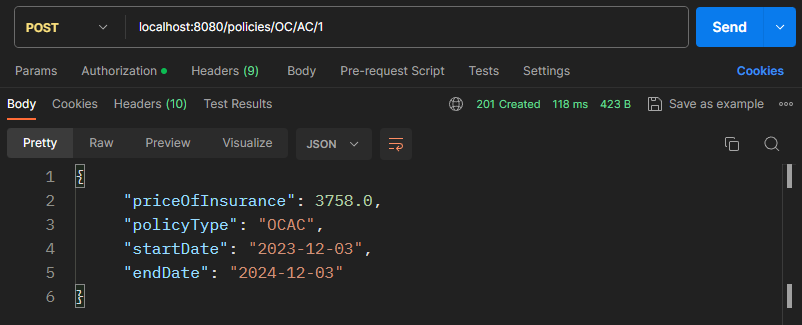 POST localhost:8080/policies/OC/AC/1 Send
Params Authorization Headers (9) Body Pre-request Script Tests Settings Cookies
Body Cookies Headers (10) Test Results 201 Created 118 ms 423 B Save as example
Pretty Raw Preview Visualize JSON
1 {
2 "priceOfInsurance": 3758.0,
3 "policyType": "OCAC",
4 "startDate": "2023-12-03",
5 "endDate": "2024-12-03"
6 }